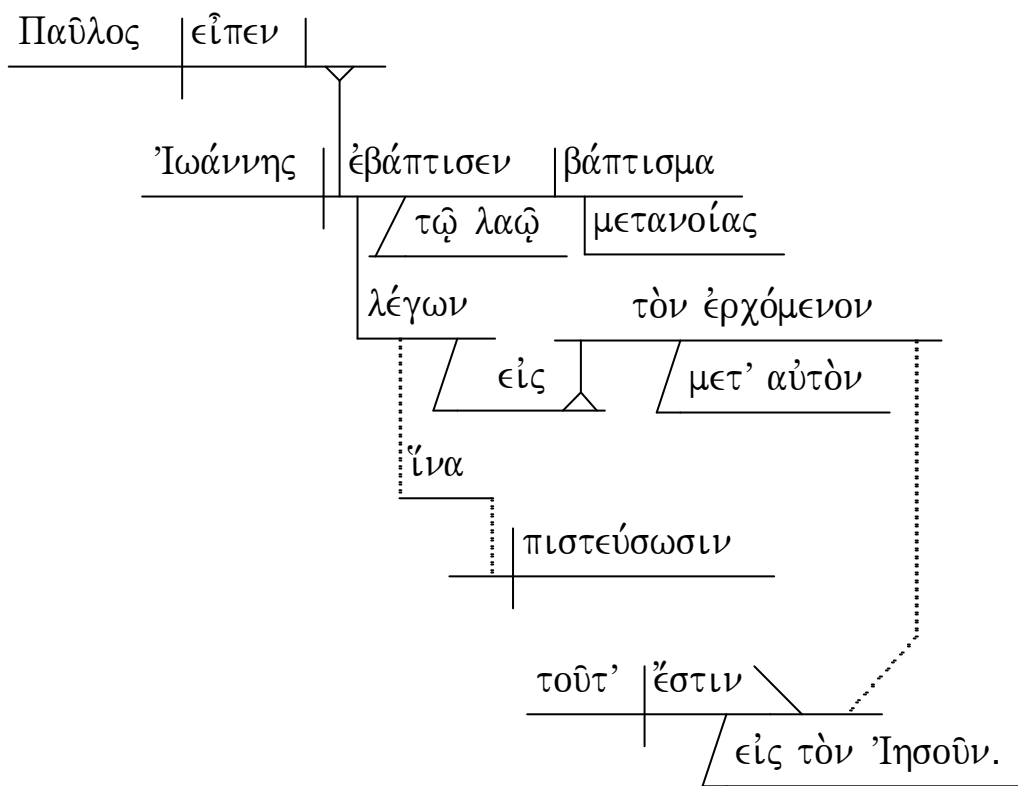 Παῦλος εἶπεν
Ἰωάννης ἐβάπτισεν βάπτισμα
τῷ λαῷ μετανοίας
λέγων τὸν ἐρχόμενον
εἰς μετ’ αὐτὸν
ἵνα
πιστεύσωσιν
τοῦτ’ ἔστιν
εἰς τὸν Ἰησοῦν.